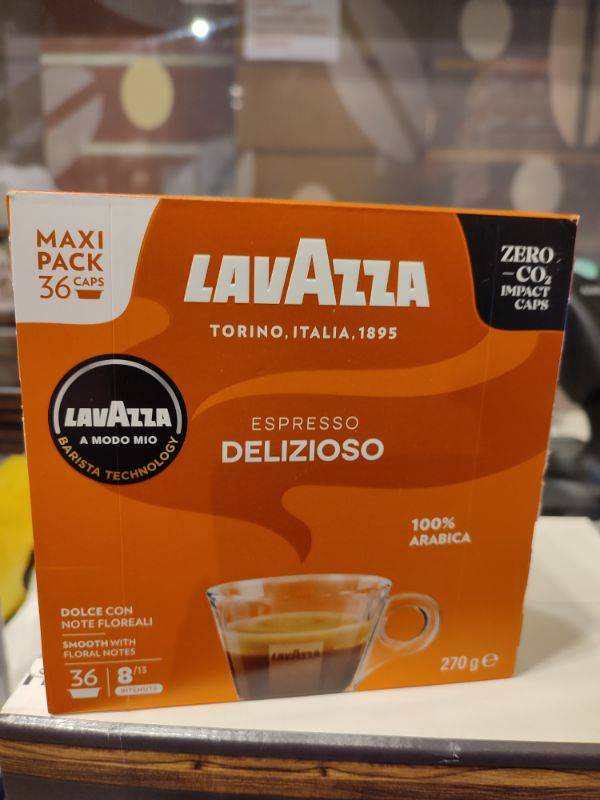 MAXI
PACK
36 CAPS
LAVAZZA
TORINO, ITALIA, 1895
ZERO
–CO₂
IMPACT
CAPS
LAVAZZA
A MODO MIO
BARISTA TECHNOLOGY
ESPRESSO
DELIZIOSO
100%
ARABICA
DOLCE CON
NOTE FLOREALI
SMOOTH WITH
FLORAL NOTES
36
8/13
INTENSITÀ
LAVAZZA
270 g ℮